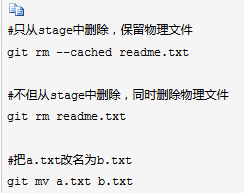 #只从stage中删除，保留物理文件
git rm --cached readme.txt
#不但从stage中删除，同时删除物理文件
git rm readme.txt
#把a.txt改名为b.txt
git mv a.txt b.txt